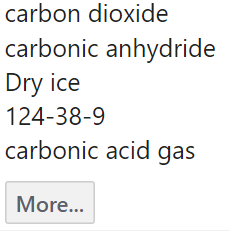 carbon dioxide
carbonic anhydride
Dry ice
124-38-9
carbonic acid gas
More...